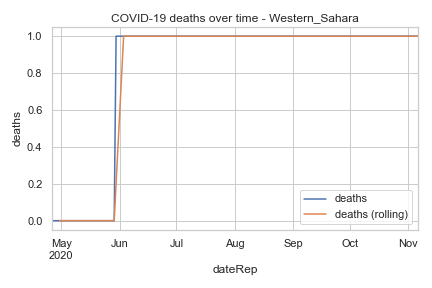 COVID-19 deaths over time - Western_Sahara
deaths
1.0
0.8
0.6
0.4
0.2
0.0
deaths
deaths (rolling)
May Jun Jul Aug Sep Oct Nov
2020
dateRep